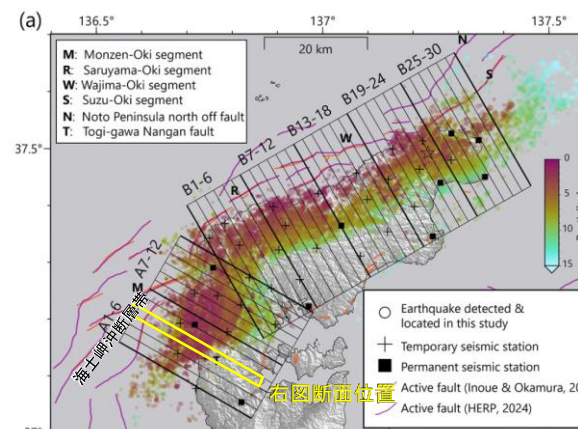 (a)
136.5° 137° 137.5°
20 km
M: Monzen-Oki segment
R: Saruyama-Oki segment
W: Wajima-Oki segment
S: Suzu-Oki segment
N: Noto Peninsula north off fault
T: Togi-gawa Nangan fault
N
S
B25-30
B19-24
B13-18
W
B7-12
B1-6
R
37.5°
0
5
10
15
A7-12
M
A1-6
海士岬沖断層帯
右図断面位置
Earthquake detected &
located in this study
Temporary seismic station
Permanent seismic station
Active fault (Inoue & Okamura, 20
Active fault (HERP, 2024)